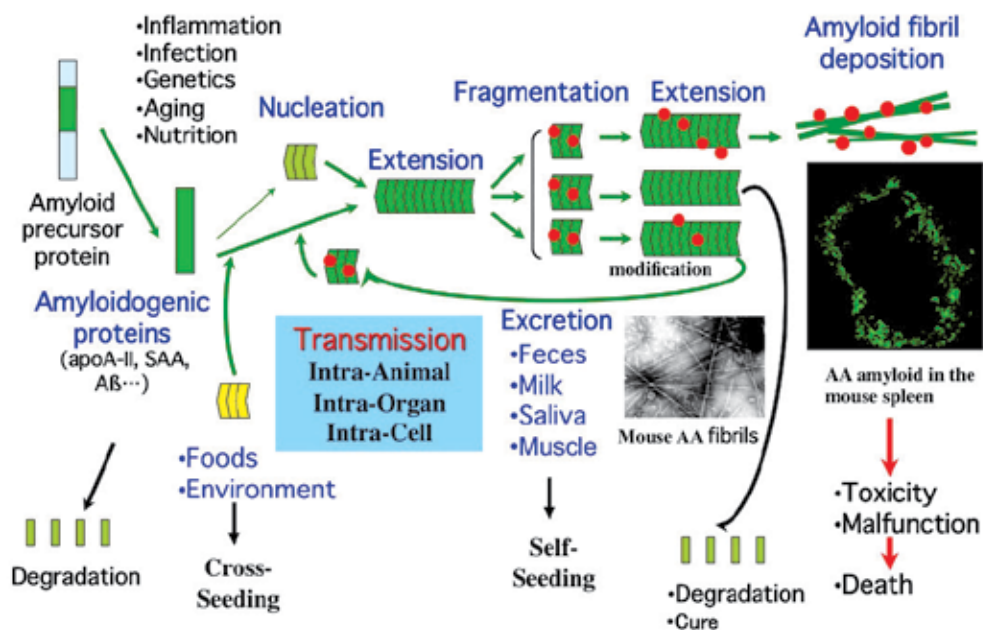 •Inflammation
•Infection
•Genetics
•Aging
•Nutrition
Amyloid
precursor
protein
Amyloidogenic
proteins
(apoA-II, SAA,
Aß⋯)
Degradation
Nucleation
Extension
Fragmentation
Extension
Amyloid fibril
deposition
modification
Transmission
Intra-Animal
Intra-Organ
Intra-Cell
Excretion
•Feces
•Milk
•Saliva
•Muscle
Mouse AA fibrils
AA amyloid in the
mouse spleen
•Foods
•Environment
Cross-
Seeding
Self-
Seeding
•Degradation
•Cure
•Toxicity
•Malfunction
•Death